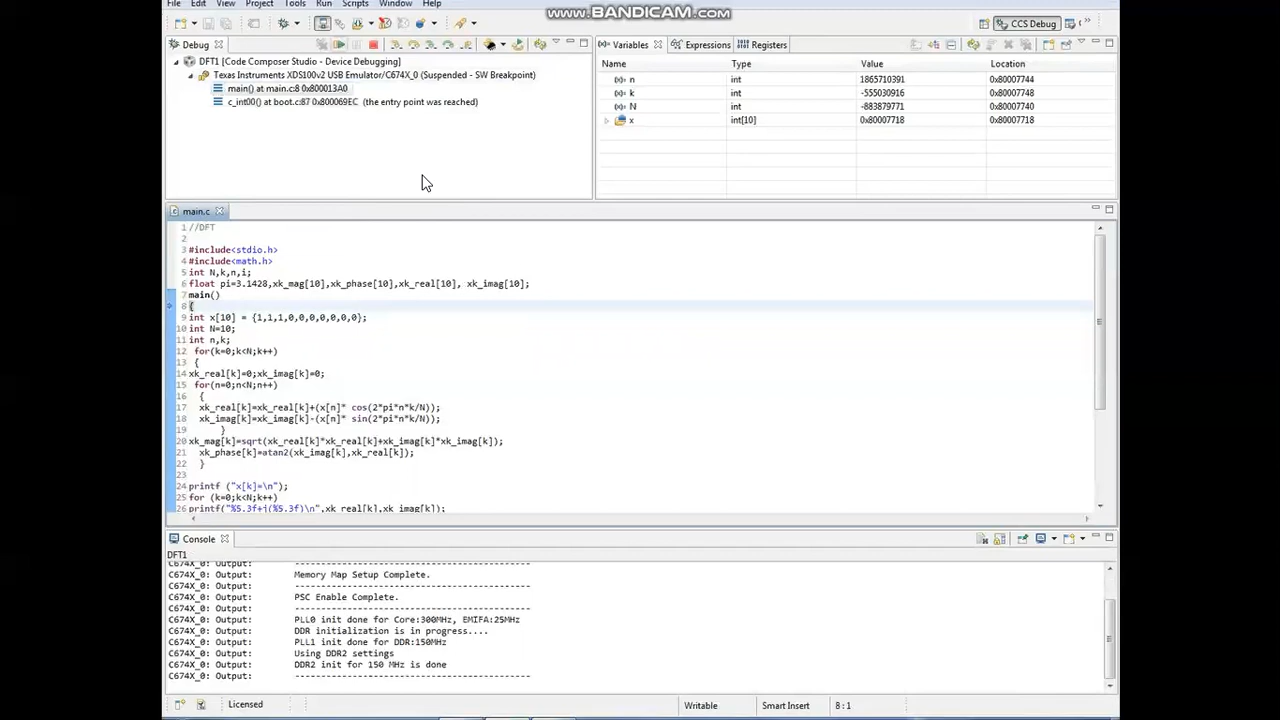 www.BANDICAM.com
File Edit View Project Tools Run Scripts Window Help
CCS Debug
Debug
DFT1 [Code Composer Studio - Device Debugging]
Texas Instruments XDS100v2 USB Emulator/C674X_0 (Suspended - SW Breakpoint)
main() at main.c:8 0x800013A0
c_int00() at boot.c:87 0x800069EC (the entry point was reached)
Variables Expressions Registers
Name Type Value Location
n int 1865710391 0x80007744
k int -555030916 0x80007748
N int -883879771 0x80007740
x int[10] 0x80007718 0x80007718
main.c
1 //DFT
2
3 #include<stdio.h>
4 #include<math.h>
5 int N,k,n,i;
6 float pi=3.1428,xk_mag[10],xk_phase[10],xk_real[10], xk_imag[10];
7 main()
8 {
9 int x[10] = {1,1,1,0,0,0,0,0,0,0};
10 int N=10;
11 int n,k;
12 for(k=0;k<N;k++)
13 {
14 xk_real[k]=0;xk_imag[k]=0;
15 for(n=0;n<N;n++)
16 {
17 xk_real[k]=xk_real[k]+(x[n]* cos(2*pi*n*k/N));
18 xk_imag[k]=xk_imag[k]-(x[n]* sin(2*pi*n*k/N));
19 }
20 xk_mag[k]=sqrt(xk_real[k]*xk_real[k]+xk_imag[k]*xk_imag[k]);
21 xk_phase[k]=atan2(xk_imag[k],xk_real[k]);
22 }
23
24 printf ("x[k]=\n");
25 for (k=0;k<N;k++)
26 printf("%5.3f+j(%5.3f)\n",xk_real[k],xk_imag[k]);
Console
DFT1
C674X_0: Output: ----------------------------------------------
C674X_0: Output: Memory Map Setup Complete.
C674X_0: Output: ----------------------------------------------
C674X_0: Output: PSC Enable Complete.
C674X_0: Output: ----------------------------------------------
C674X_0: Output: PLL0 init done for Core:300MHz, EMIFA:25MHz
C674X_0: Output: DDR initialization is in progress....
C674X_0: Output: PLL1 init done for DDR:150MHz
C674X_0: Output: Using DDR2 settings
C674X_0: Output: DDR2 init for 150 MHz is done
C674X_0: Output: ----------------------------------------------
Licensed Writable Smart Insert 8 : 1